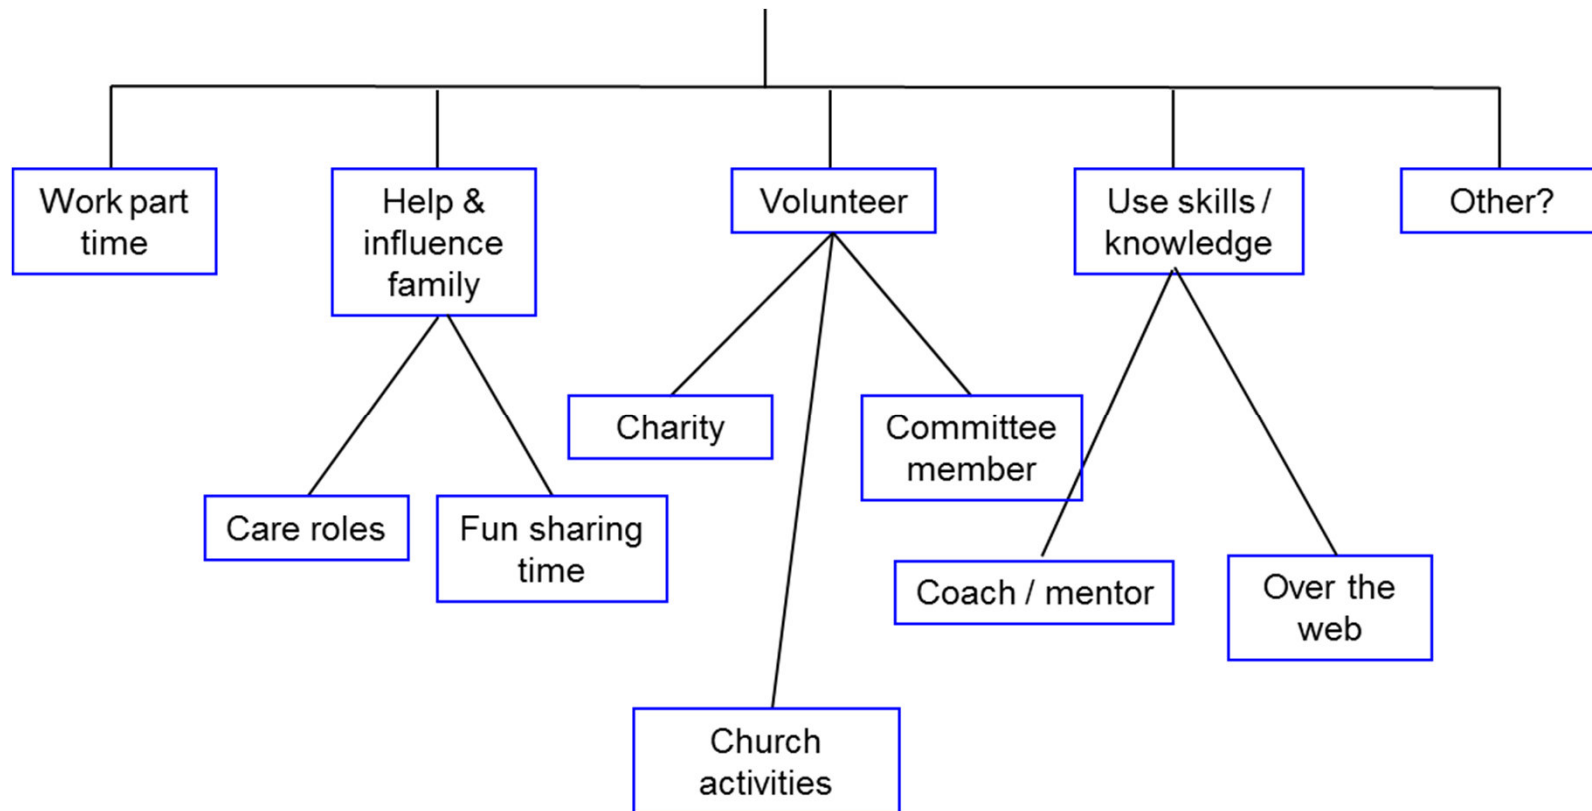 Work part
time
Help &
influence
family
Volunteer
Use skills /
knowledge
Other?
Charity
Committee
member
Care roles
Fun sharing
time
Coach / mentor
Over the
web
Church
activities